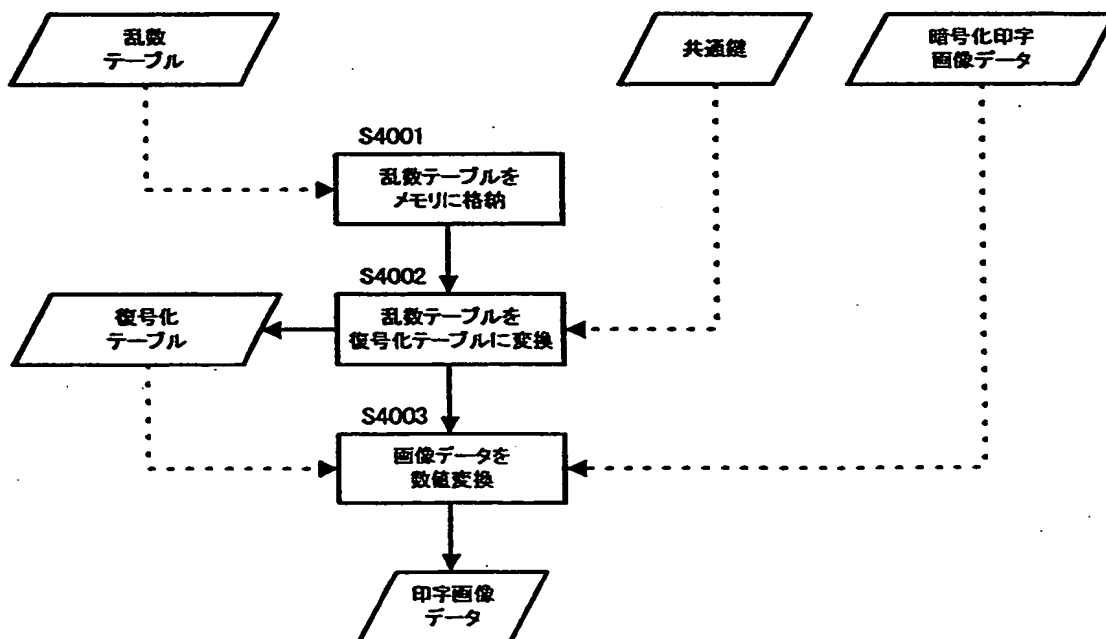 乱数
テーブル
共通鍵
暗号化印字
画像データ
S4001
乱数テーブルを
メモリに格納
S4002
乱数テーブルを
復号化テーブルに変換
復号化
テーブル
S4003
画像データを
数値変換
印字画像
データ